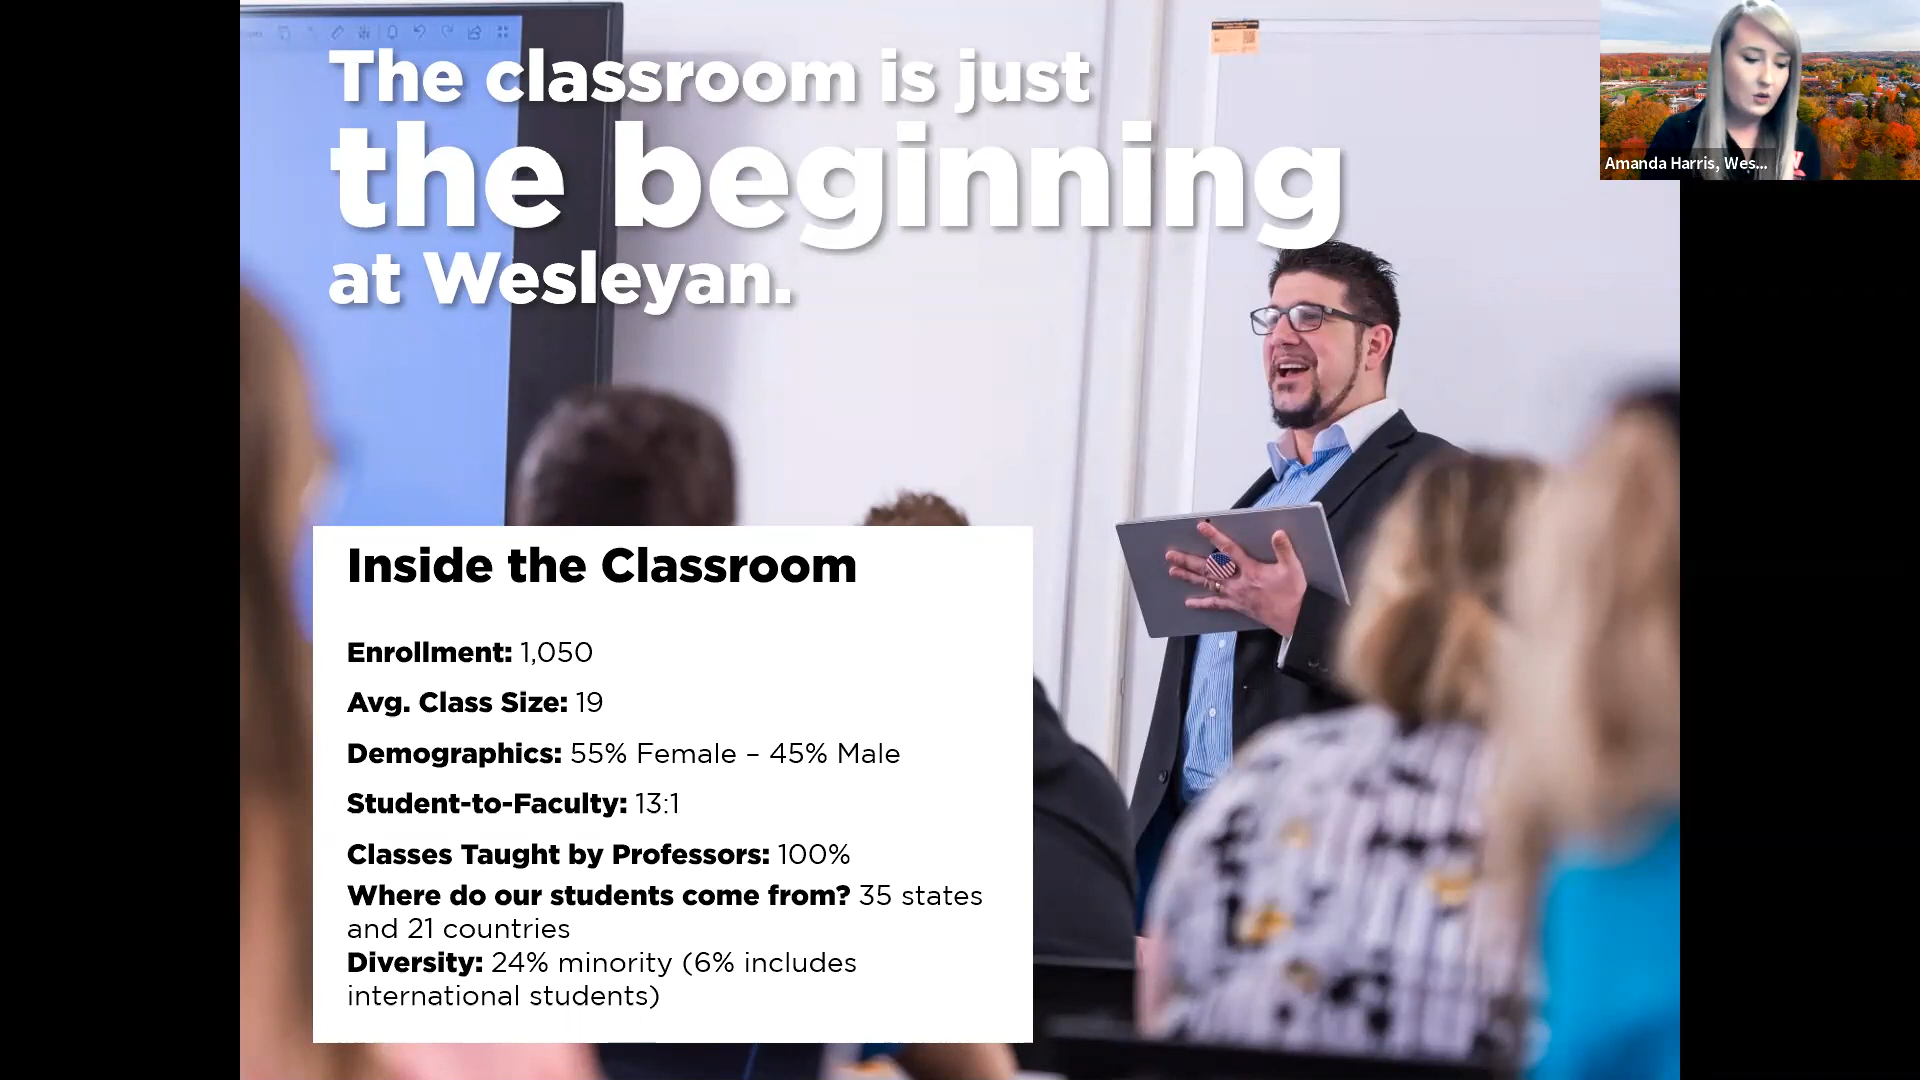 The classroom is just
the beginning
at Wesleyan.
Amanda Harris, Wes...
Inside the Classroom
Enrollment: 1,050
Avg. Class Size: 19
Demographics: 55% Female – 45% Male
Student-to-Faculty: 13:1
Classes Taught by Professors: 100%
Where do our students come from? 35 states
and 21 countries
Diversity: 24% minority (6% includes
international students)